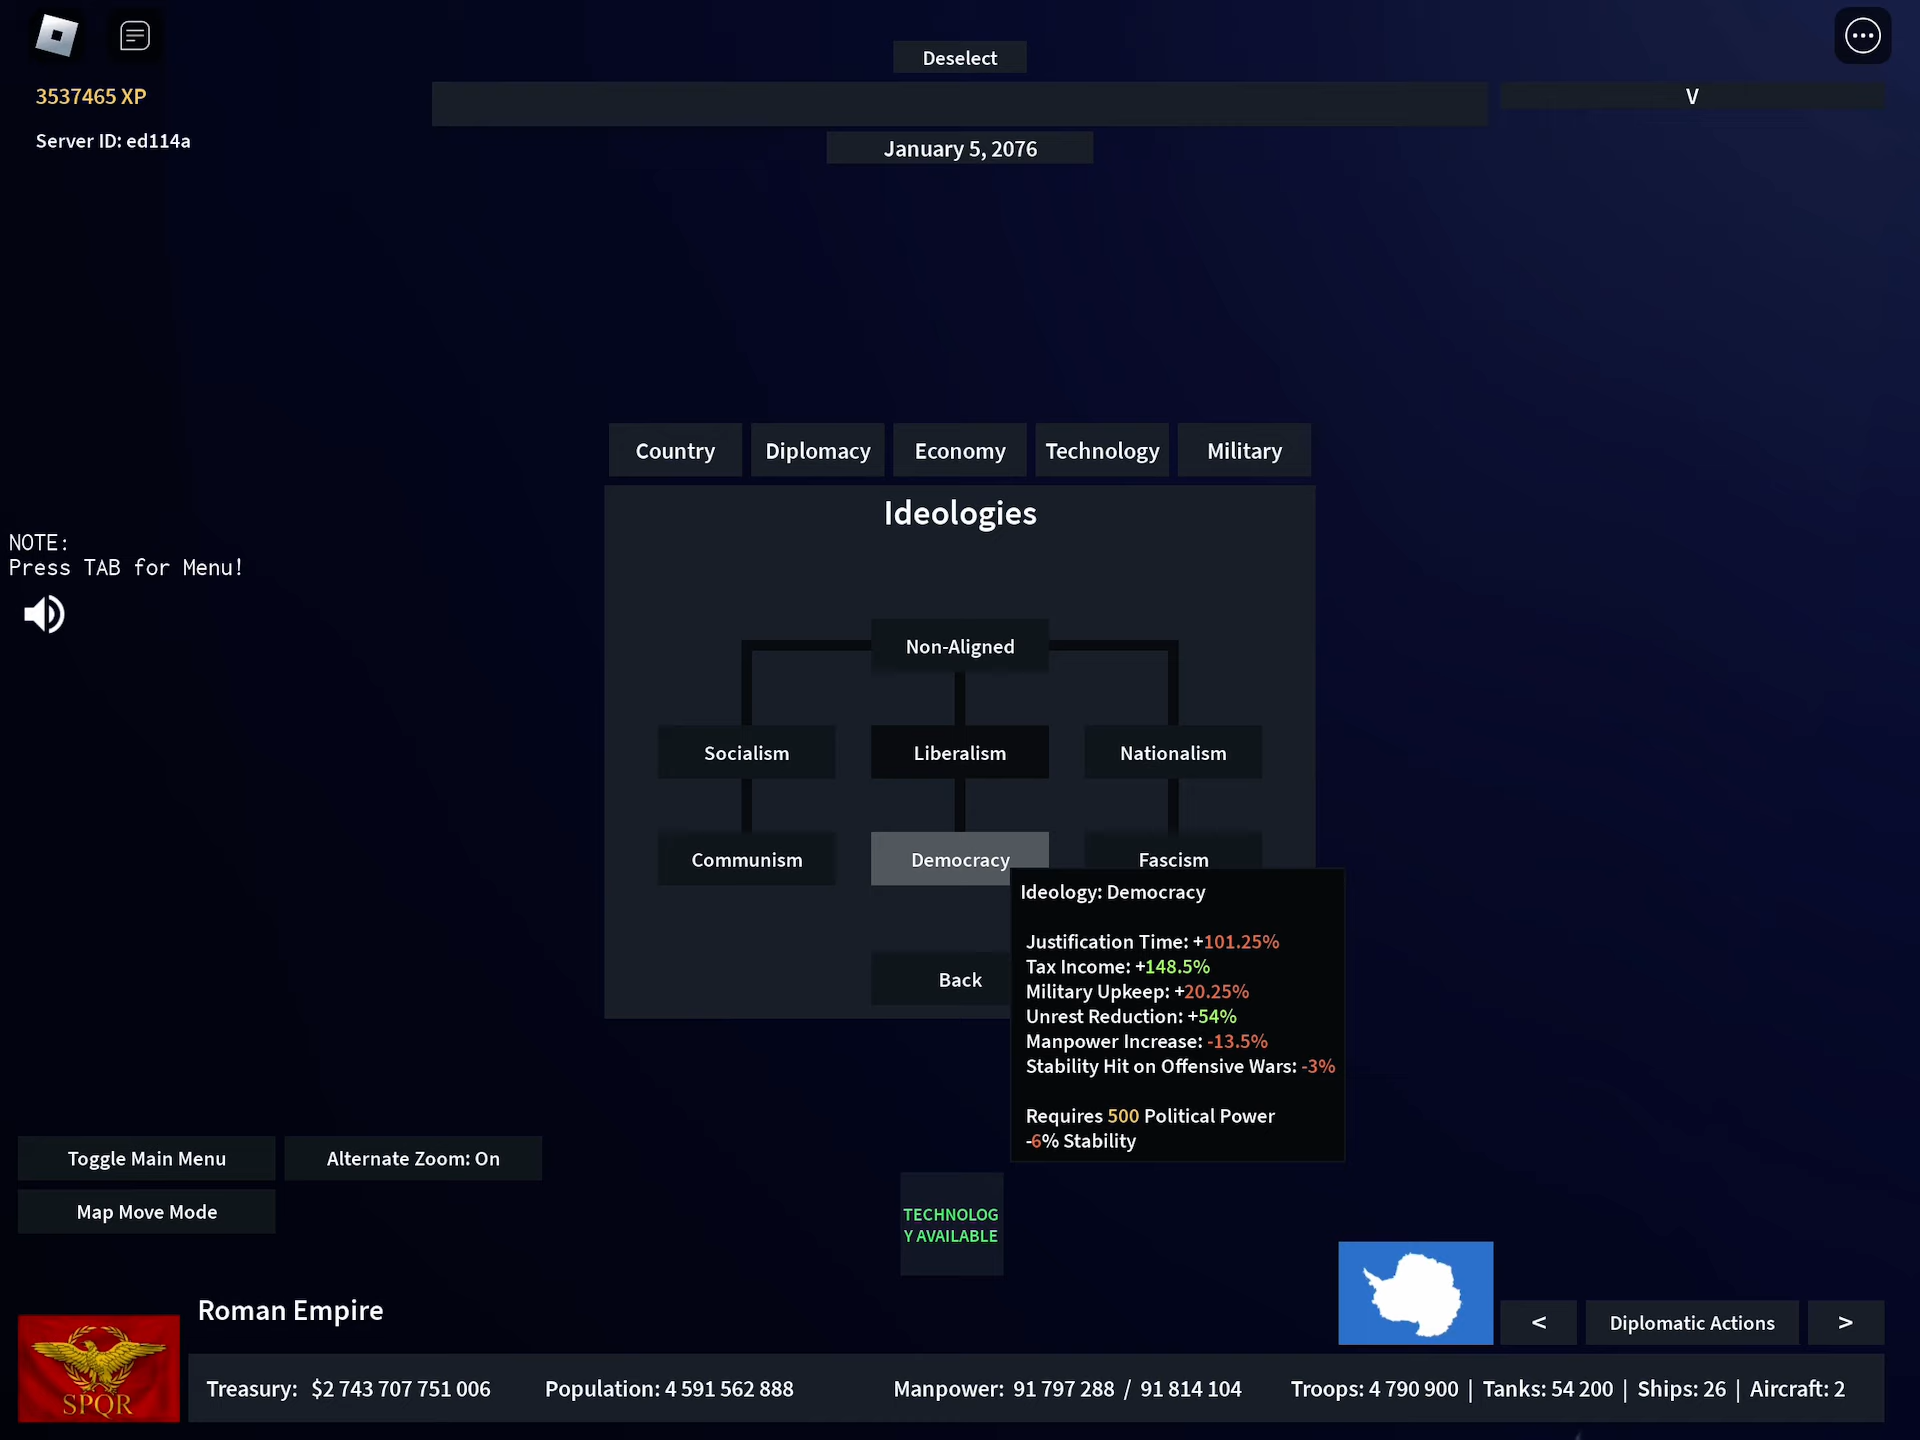 Deselect
3537465 XP
V
Server ID: ed114a
January 5, 2076
Country
Diplomacy
Economy
Technology
Military
Ideologies
NOTE:
Press TAB for Menu!
Non-Aligned
Socialism
Liberalism
Nationalism
Communism
Democracy
Fascism
Ideology: Democracy
Justification Time: +101.25%
Tax Income: +148.5%
Military Upkeep: +20.25%
Unrest Reduction: +54%
Manpower Increase: -13.5%
Stability Hit on Offensive Wars: -3%
Requires 500 Political Power
-6% Stability
Back
Toggle Main Menu
Alternate Zoom: On
Map Move Mode
TECHNOLOG
Y AVAILABLE
Roman Empire
<
Diplomatic Actions
>
SPQR
Treasury: $2 743 707 751 006
Population: 4 591 562 888
Manpower: 91 797 288 / 91 814 104
Troops: 4 790 900 | Tanks: 54 200 | Ships: 26 | Aircraft: 2